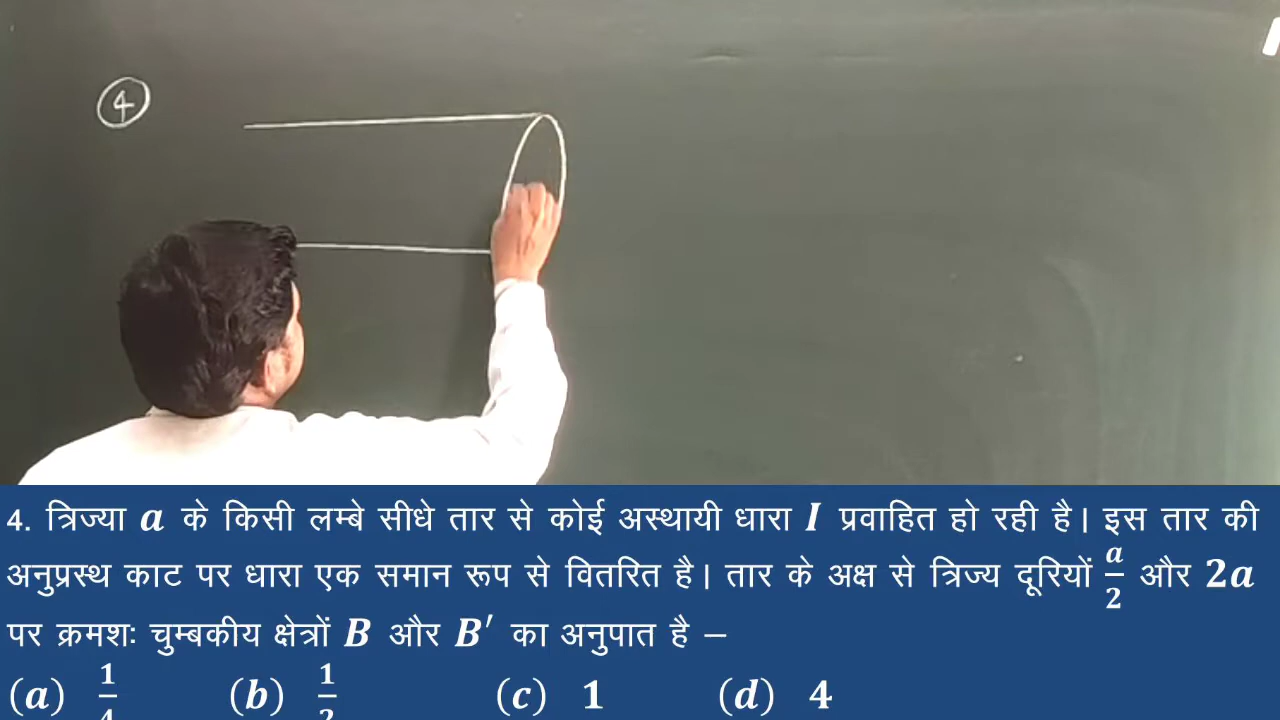 4
4. त्रिज्या a के किसी लम्बे सीधे तार से कोई अस्थायी धारा I प्रवाहित हो रही है। इस तार की
अनुप्रस्थ काट पर धारा एक समान रूप से वितरित है। तार के अक्ष से त्रिज्य दूरियों a/2 और 2a
पर क्रमशः चुम्बकीय क्षेत्रों B और B′ का अनुपात है –
(a) 1/4 (b) 1/2 (c) 1 (d) 4